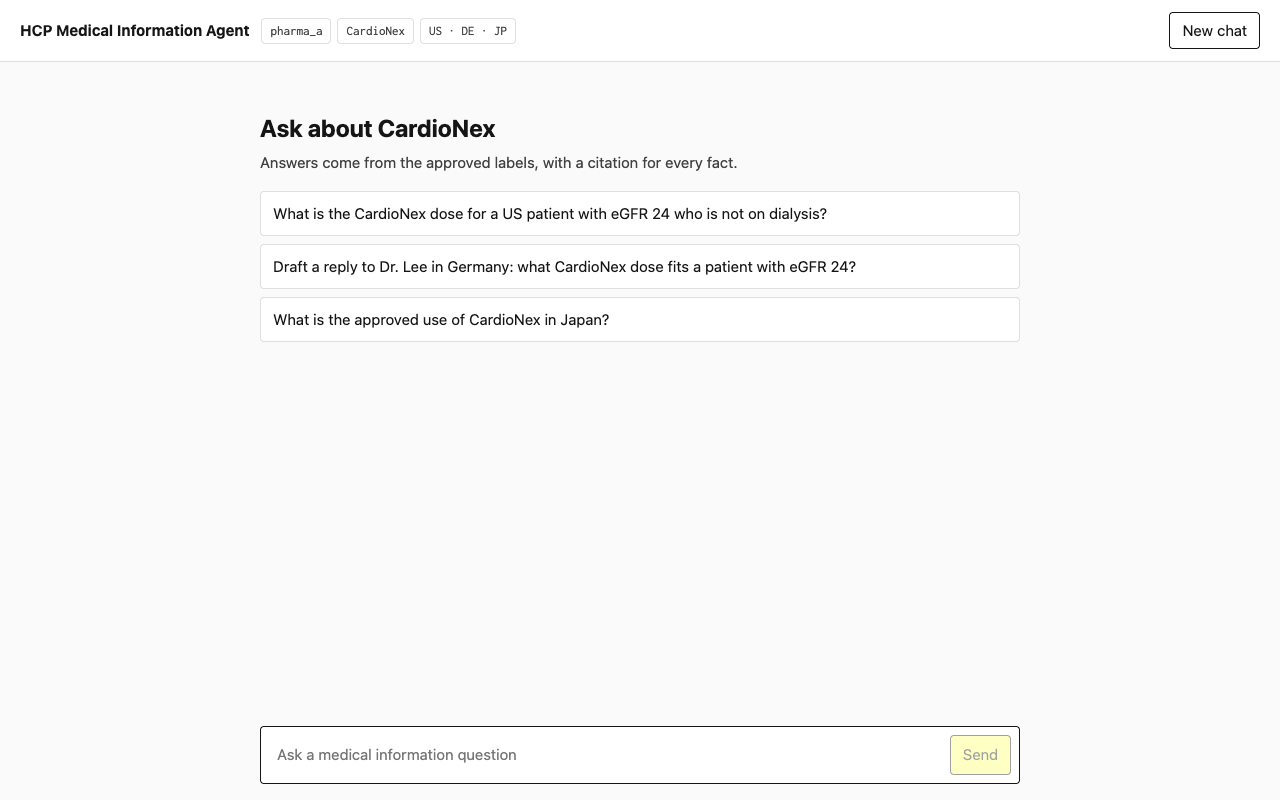 HCP Medical Information Agent
pharma_a
CardioNex
US · DE · JP
New chat
Ask about CardioNex
Answers come from the approved labels, with a citation for every fact.
What is the CardioNex dose for a US patient with eGFR 24 who is not on dialysis?
Draft a reply to Dr. Lee in Germany: what CardioNex dose fits a patient with eGFR 24?
What is the approved use of CardioNex in Japan?
Ask a medical information question
Send